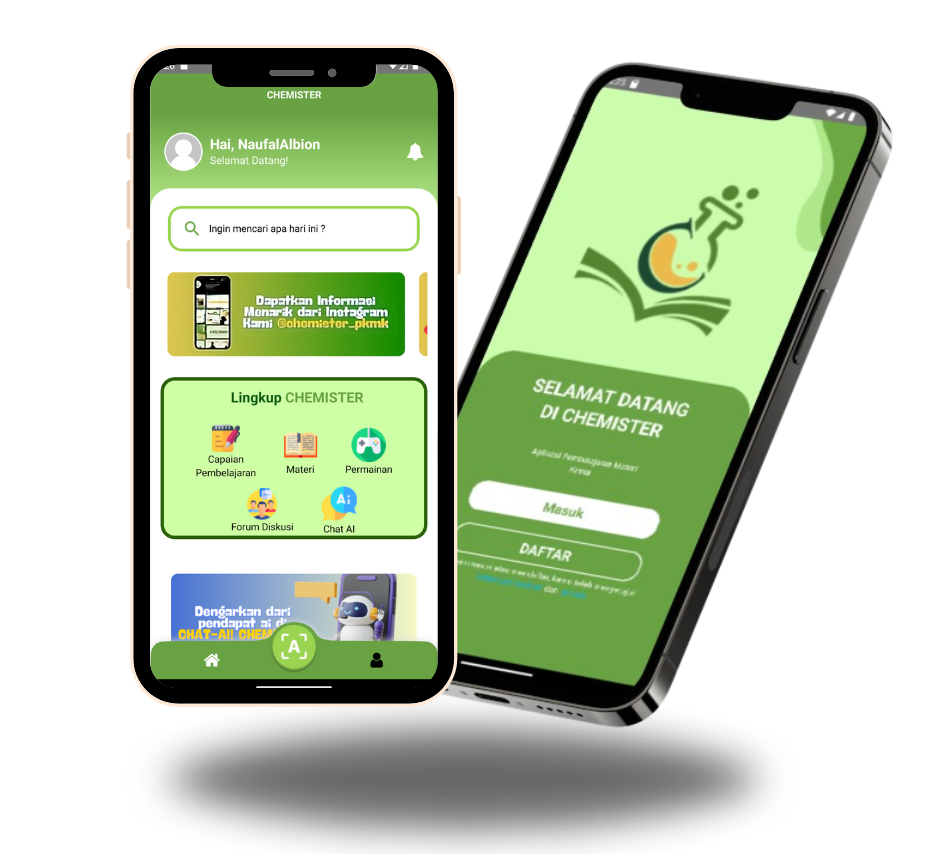 CHEMISTER
Hai, NaufalAlbion
Selamat Datang!
Ingin mencari apa hari ini ?
Dapatkan Informasi
Menarik dari Instagram
Kami @chemister_pkmk
Lingkup CHEMISTER
Capaian
Pembelajaran
Materi
Permainan
Forum Diskusi
Ai
Chat AI
Dengarkan dari
pendapat ai di
CHAT-AI! CHEM
A
SELAMAT DATANG
DI CHEMISTER
Aplikasi Pembelajaran Materi
Kimia
Masuk
DAFTAR
dan